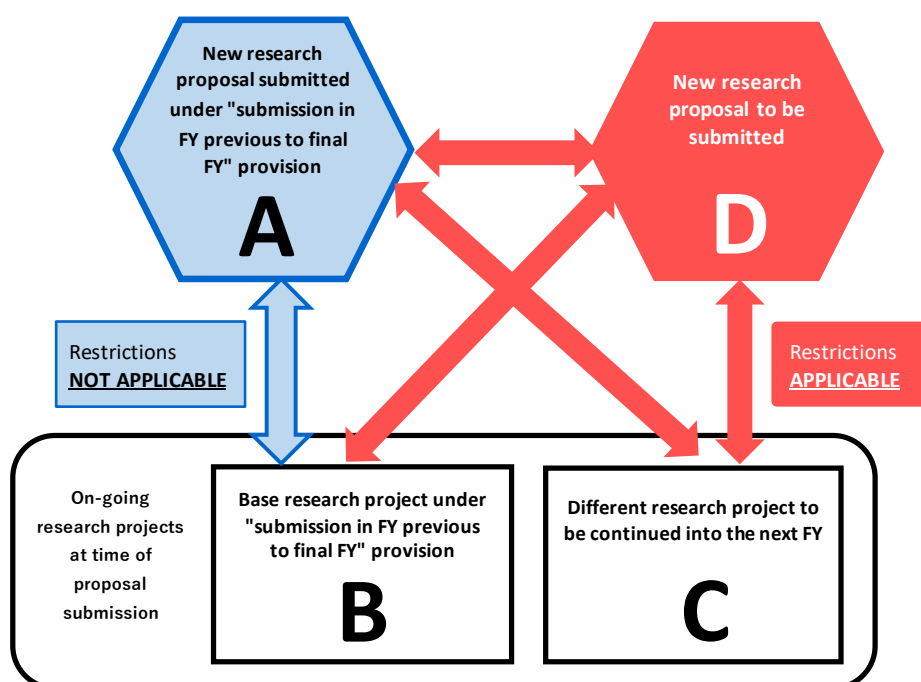 New research
proposal submitted
under "submission in
FY previous to final
FY" provision
A
New research
proposal to be
submitted
D
Restrictions
NOT APPLICABLE
Restrictions
APPLICABLE
On-going
research projects
at time of
proposal
submission
Base research project under
"submission in FY previous
to final FY" provision
B
Different research project to
be continued into the next FY
C